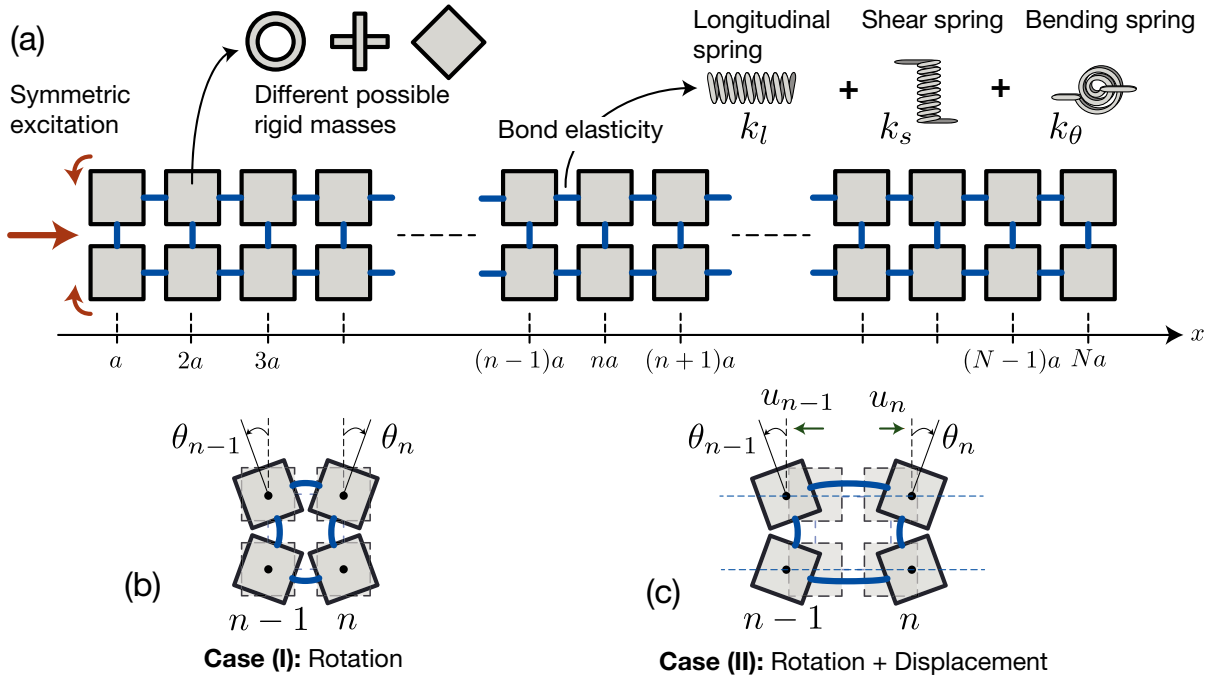 (a)
Longitudinal spring
Shear spring
Bending spring
+
+
k_l
k_s
k_θ
Symmetric
excitation
Different possible
rigid masses
Bond elasticity
a
2a
3a
(n − 1)a
na
(n + 1)a
(N − 1)a
Na
x
θ_{n−1}
θ_n
(b)
n − 1
n
Case (I): Rotation
u_{n−1}
u_n
θ_{n−1}
θ_n
(c)
n − 1
n
Case (II): Rotation + Displacement